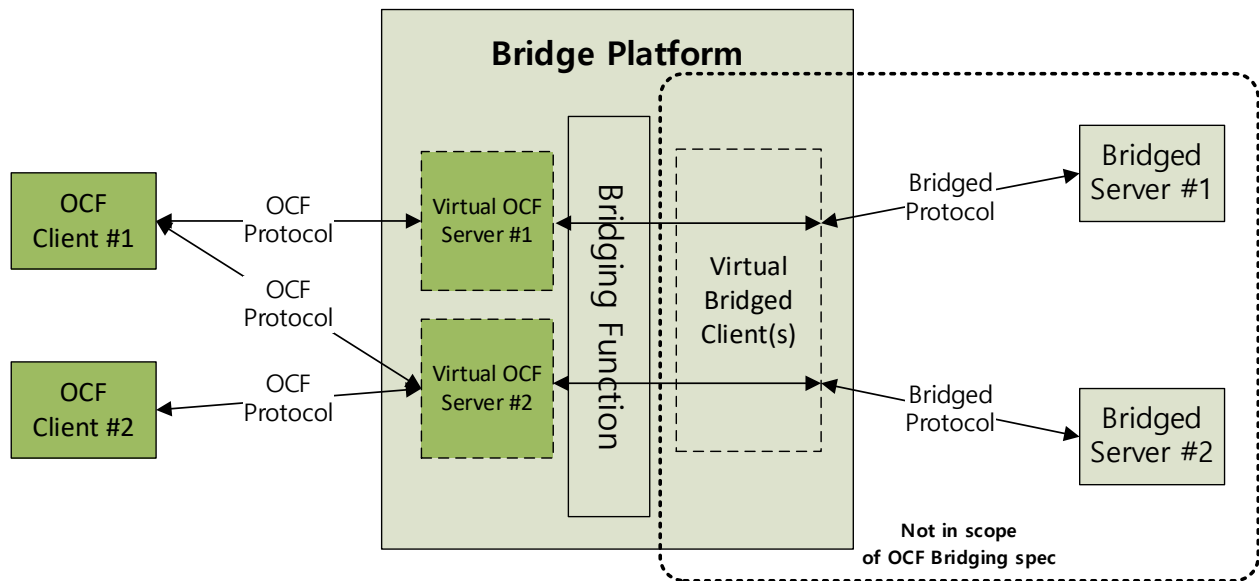 Bridge Platform
OCF
Client #1
OCF
Protocol
OCF
Protocol
OCF
Client #2
OCF
Protocol
Virtual OCF
Server #1
Virtual OCF
Server #2
Bridging Function
Virtual
Bridged
Client(s)
Bridged
Protocol
Bridged
Server #1
Bridged
Protocol
Bridged
Server #2
Not in scope
of OCF Bridging spec